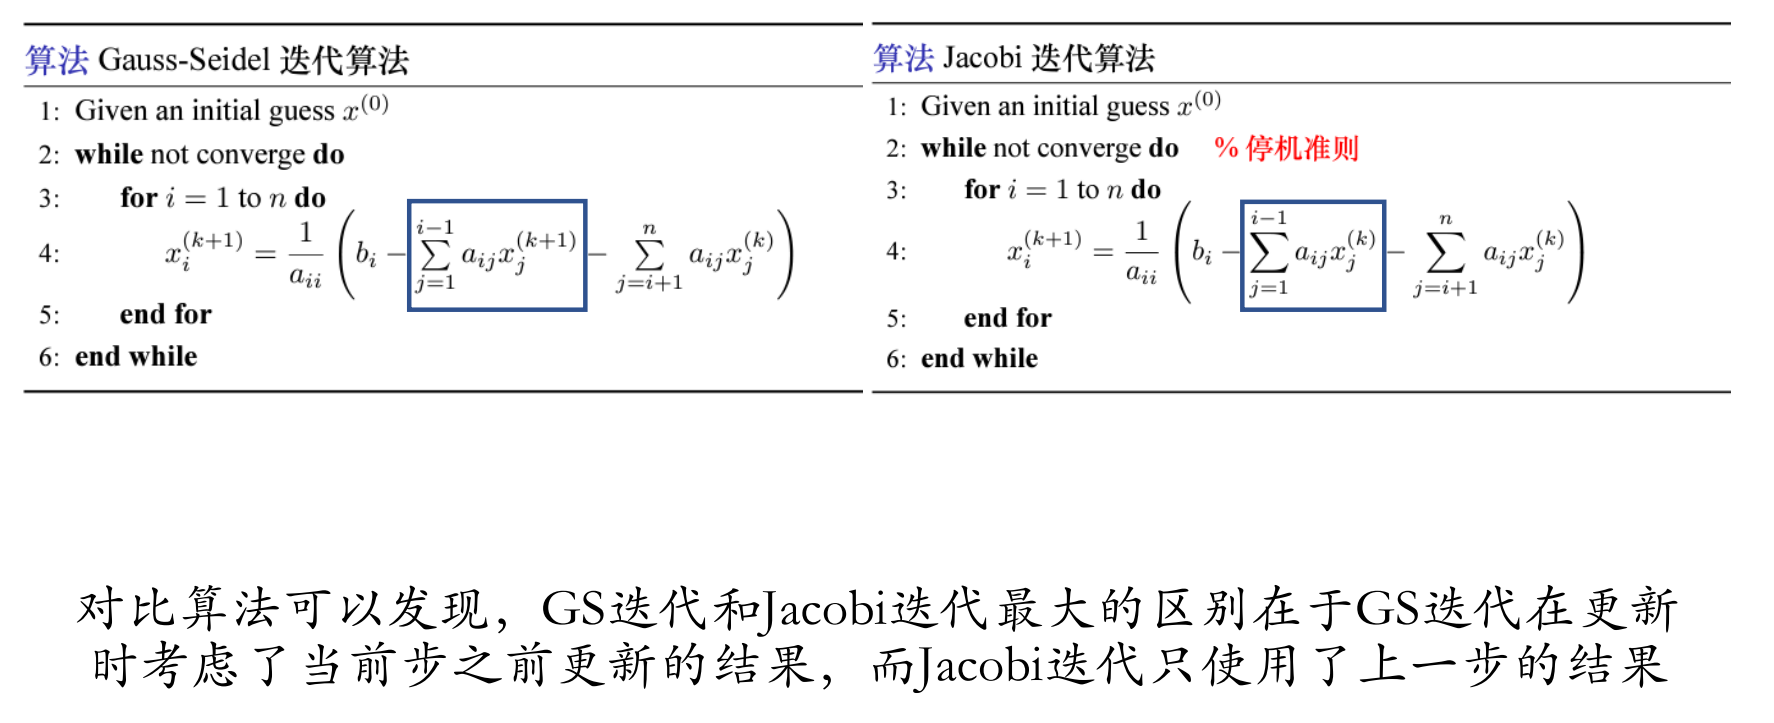 算法 Gauss-Seidel 迭代算法
1: Given an initial guess x^{(0)}
2: while not converge do
3: for i = 1 to n do
4: x_i^{(k+1)} = \frac{1}{a_{ii}} \left( b_i - \sum_{j=1}^{i-1} a_{ij} x_j^{(k+1)} - \sum_{j=i+1}^{n} a_{ij} x_j^{(k)} \right)
5: end for
6: end while
算法 Jacobi 迭代算法
1: Given an initial guess x^{(0)}
2: while not converge do % 停机准则
3: for i = 1 to n do
4: x_i^{(k+1)} = \frac{1}{a_{ii}} \left( b_i - \sum_{j=1}^{i-1} a_{ij} x_j^{(k)} - \sum_{j=i+1}^{n} a_{ij} x_j^{(k)} \right)
5: end for
6: end while
对比算法可以发现，GS迭代和Jacobi迭代最大的区别在于GS迭代在更新
时考虑了当前步之前更新的结果，而Jacobi迭代只使用了上一步的结果